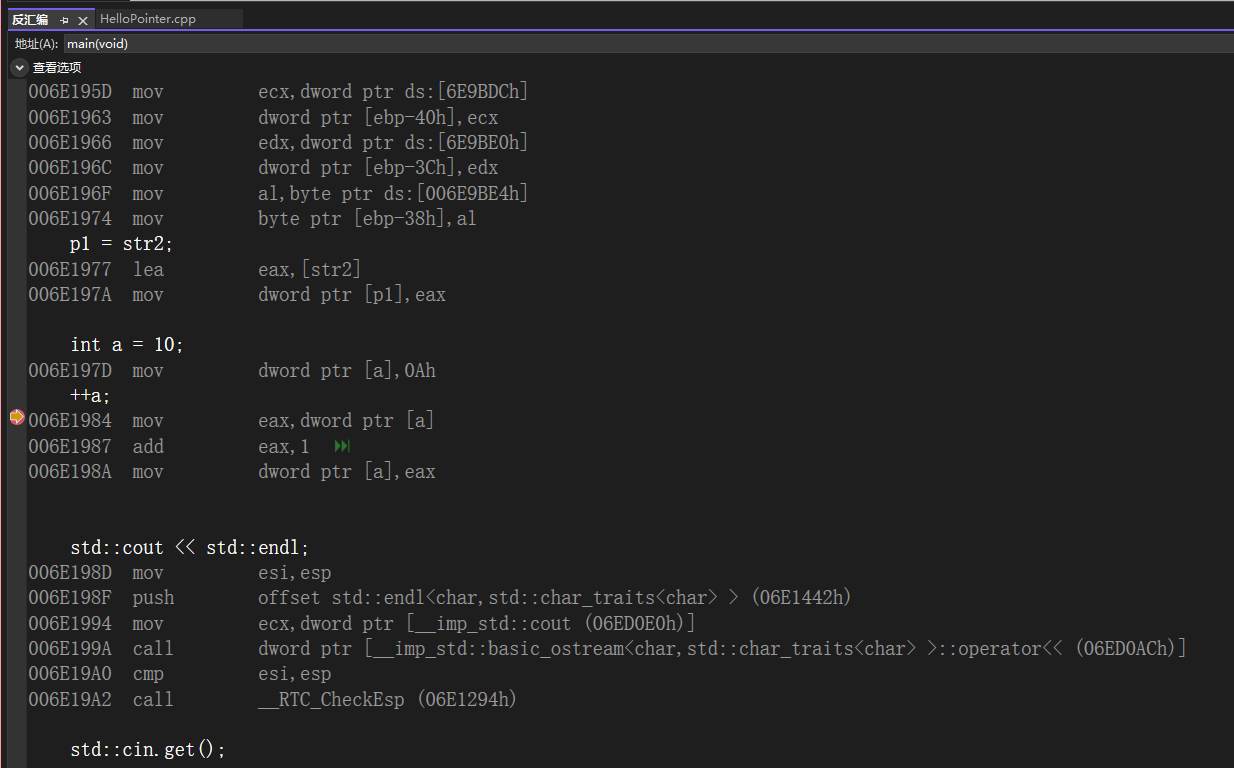 反汇编 HelloPointer.cpp
地址(A): main(void)
查看选项
006E195D mov ecx,dword ptr ds:[6E9BDCh]
006E1963 mov dword ptr [ebp-40h],ecx
006E1966 mov edx,dword ptr ds:[6E9BE0h]
006E196C mov dword ptr [ebp-3Ch],edx
006E196F mov al,byte ptr ds:[006E9BE4h]
006E1974 mov byte ptr [ebp-38h],al
p1 = str2;
006E1977 lea eax,[str2]
006E197A mov dword ptr [p1],eax
int a = 10;
006E197D mov dword ptr [a],0Ah
++a;
006E1984 mov eax,dword ptr [a]
006E1987 add eax,1
006E198A mov dword ptr [a],eax
std::cout << std::endl;
006E198D mov esi,esp
006E198F push offset std::endl<char,std::char_traits<char> > (06E1442h)
006E1994 mov ecx,dword ptr [__imp_std::cout (06ED0E0h)]
006E199A call dword ptr [__imp_std::basic_ostream<char,std::char_traits<char> >::operator<< (06ED0ACh)]
006E19A0 cmp esi,esp
006E19A2 call __RTC_CheckEsp (06E1294h)
std::cin.get();